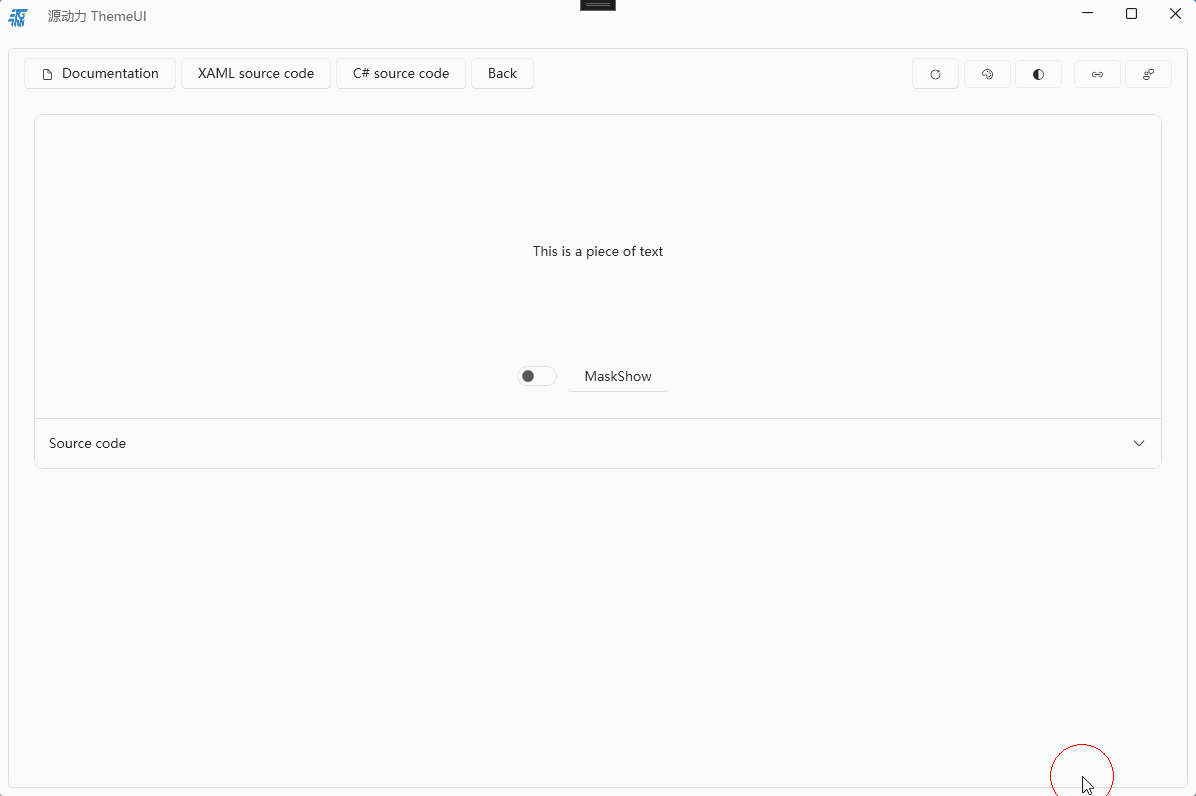 源动力 ThemeUI
Documentation
XAML source code
C# source code
Back
This is a piece of text
MaskShow
Source code